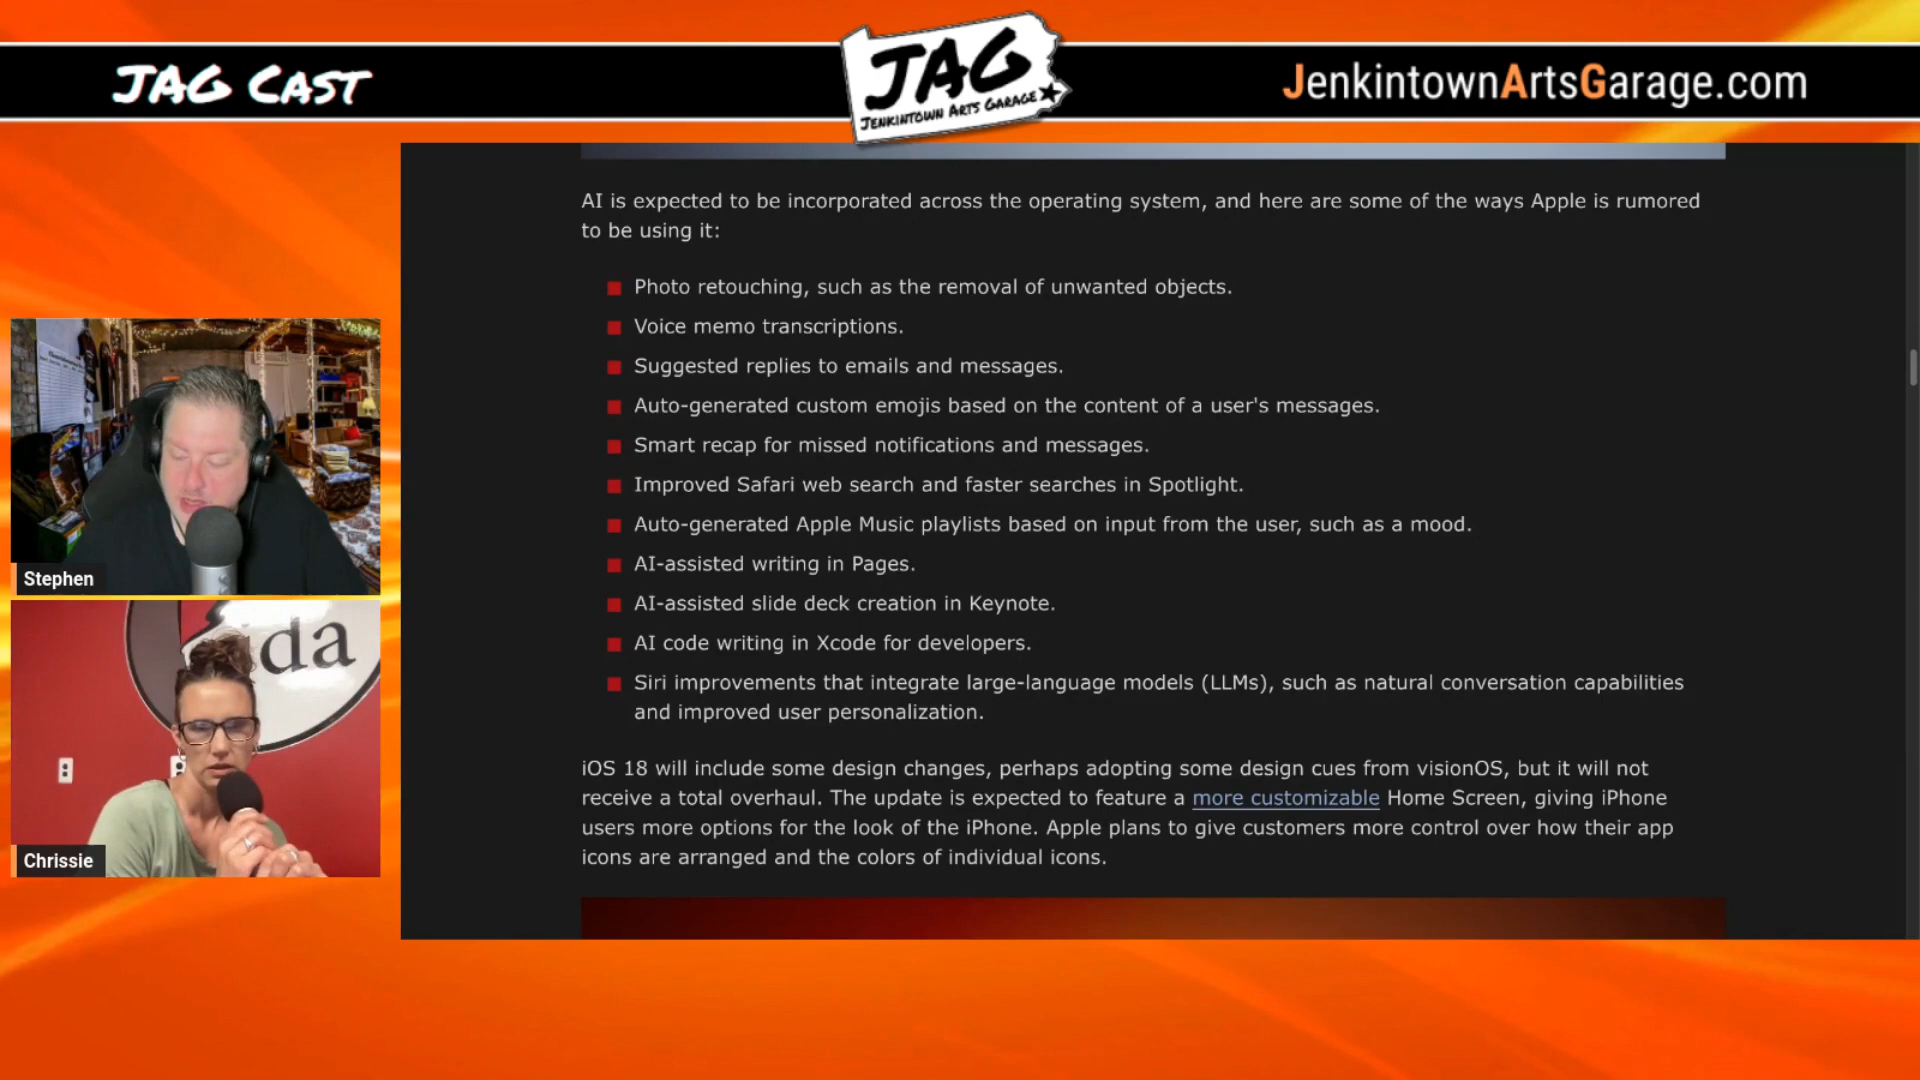 JAG CAST
JAG
JENKINTOWN ARTS GARAGE
JenkintownArtsGarage.com
AI is expected to be incorporated across the operating system, and here are some of the ways Apple is rumored
to be using it:
Photo retouching, such as the removal of unwanted objects.
Voice memo transcriptions.
Suggested replies to emails and messages.
Auto-generated custom emojis based on the content of a user's messages.
Smart recap for missed notifications and messages.
Improved Safari web search and faster searches in Spotlight.
Auto-generated Apple Music playlists based on input from the user, such as a mood.
AI-assisted writing in Pages.
AI-assisted slide deck creation in Keynote.
AI code writing in Xcode for developers.
Siri improvements that integrate large-language models (LLMs), such as natural conversation capabilities
and improved user personalization.
iOS 18 will include some design changes, perhaps adopting some design cues from visionOS, but it will not
receive a total overhaul. The update is expected to feature a more customizable Home Screen, giving iPhone
users more options for the look of the iPhone. Apple plans to give customers more control over how their app
icons are arranged and the colors of individual icons.
Stephen
da
Chrissie